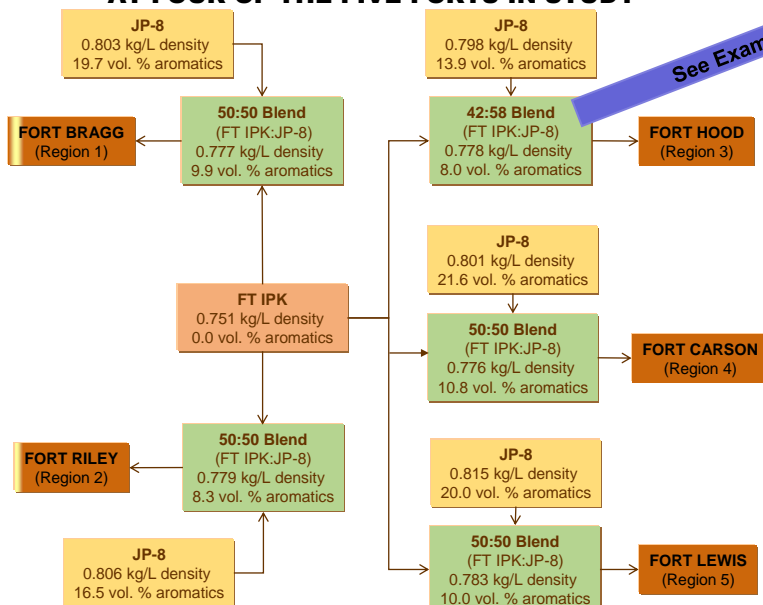 AT FOUR OF THE FIVE FORTS IN STUDY
JP-8
0.803 kg/L density
19.7 vol. % aromatics
50:50 Blend
(FT IPK:JP-8)
0.777 kg/L density
9.9 vol. % aromatics
FORT BRAGG
(Region 1)
JP-8
0.798 kg/L density
13.9 vol. % aromatics
See Exam
42:58 Blend
(FT IPK:JP-8)
0.778 kg/L density
8.0 vol. % aromatics
FORT HOOD
(Region 3)
FT IPK
0.751 kg/L density
0.0 vol. % aromatics
JP-8
0.801 kg/L density
21.6 vol. % aromatics
50:50 Blend
(FT IPK:JP-8)
0.776 kg/L density
10.8 vol. % aromatics
FORT CARSON
(Region 4)
50:50 Blend
(FT IPK:JP-8)
0.779 kg/L density
8.3 vol. % aromatics
FORT RILEY
(Region 2)
JP-8
0.806 kg/L density
16.5 vol. % aromatics
JP-8
0.815 kg/L density
20.0 vol. % aromatics
50:50 Blend
(FT IPK:JP-8)
0.783 kg/L density
10.0 vol. % aromatics
FORT LEWIS
(Region 5)